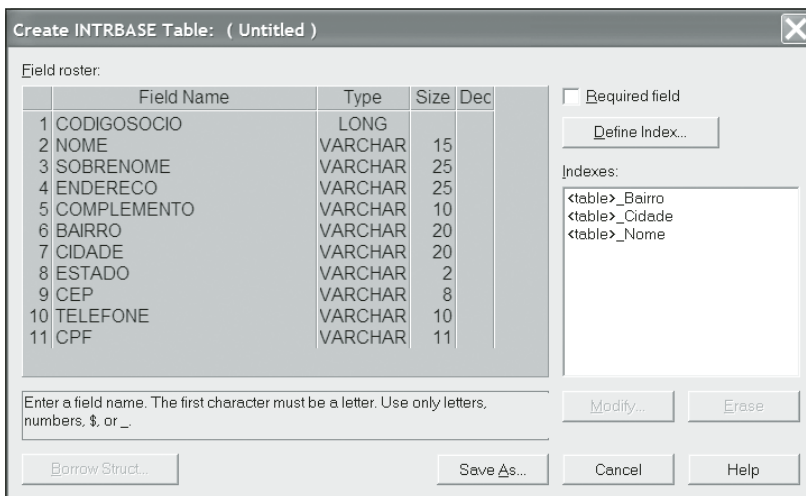 Create INTRBASE Table: ( Untitled )
Field roster:
Field Name Type Size Dec
1 CODIGOSOCIO LONG
2 NOME VARCHAR 15
3 SOBRENOME VARCHAR 25
4 ENDERECO VARCHAR 25
5 COMPLEMENTO VARCHAR 10
6 BAIRRO VARCHAR 20
7 CIDADE VARCHAR 20
8 ESTADO VARCHAR 2
9 CEP VARCHAR 8
10 TELEFONE VARCHAR 10
11 CPF VARCHAR 11
Required field
Define Index...
Indexes:
<table>_Bairro
<table>_Cidade
<table>_Nome
Enter a field name. The first character must be a letter. Use only letters,
numbers, $, or _.
Modify... Erase
Borrow Struct... Save As... Cancel Help